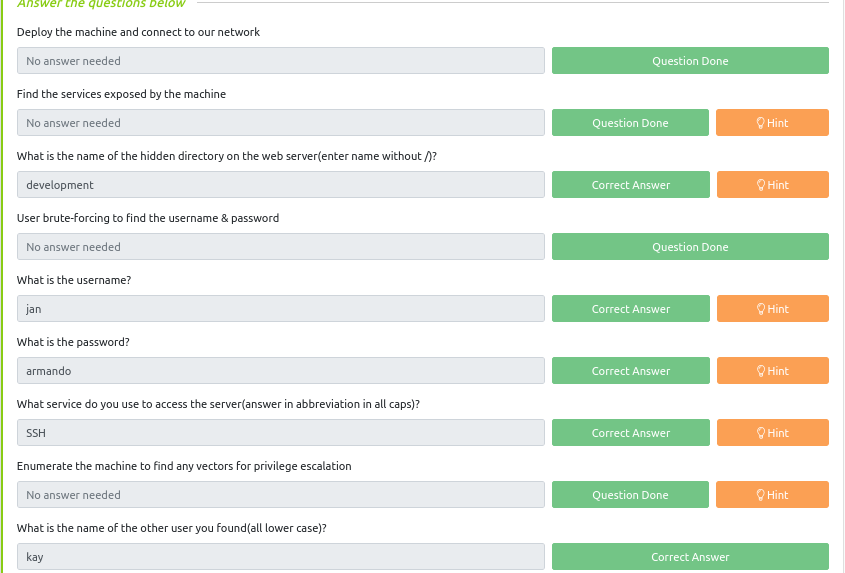 Answer the questions below
Deploy the machine and connect to our network
No answer needed
Question Done
Find the services exposed by the machine
No answer needed
Question Done
Hint
What is the name of the hidden directory on the web server(enter name without /)?
development
Correct Answer
Hint
User brute-forcing to find the username & password
No answer needed
Question Done
What is the username?
jan
Correct Answer
Hint
What is the password?
armando
Correct Answer
Hint
What service do you use to access the server(answer in abbreviation in all caps)?
SSH
Correct Answer
Hint
Enumerate the machine to find any vectors for privilege escalation
No answer needed
Question Done
Hint
What is the name of the other user you found(all lower case)?
kay
Correct Answer